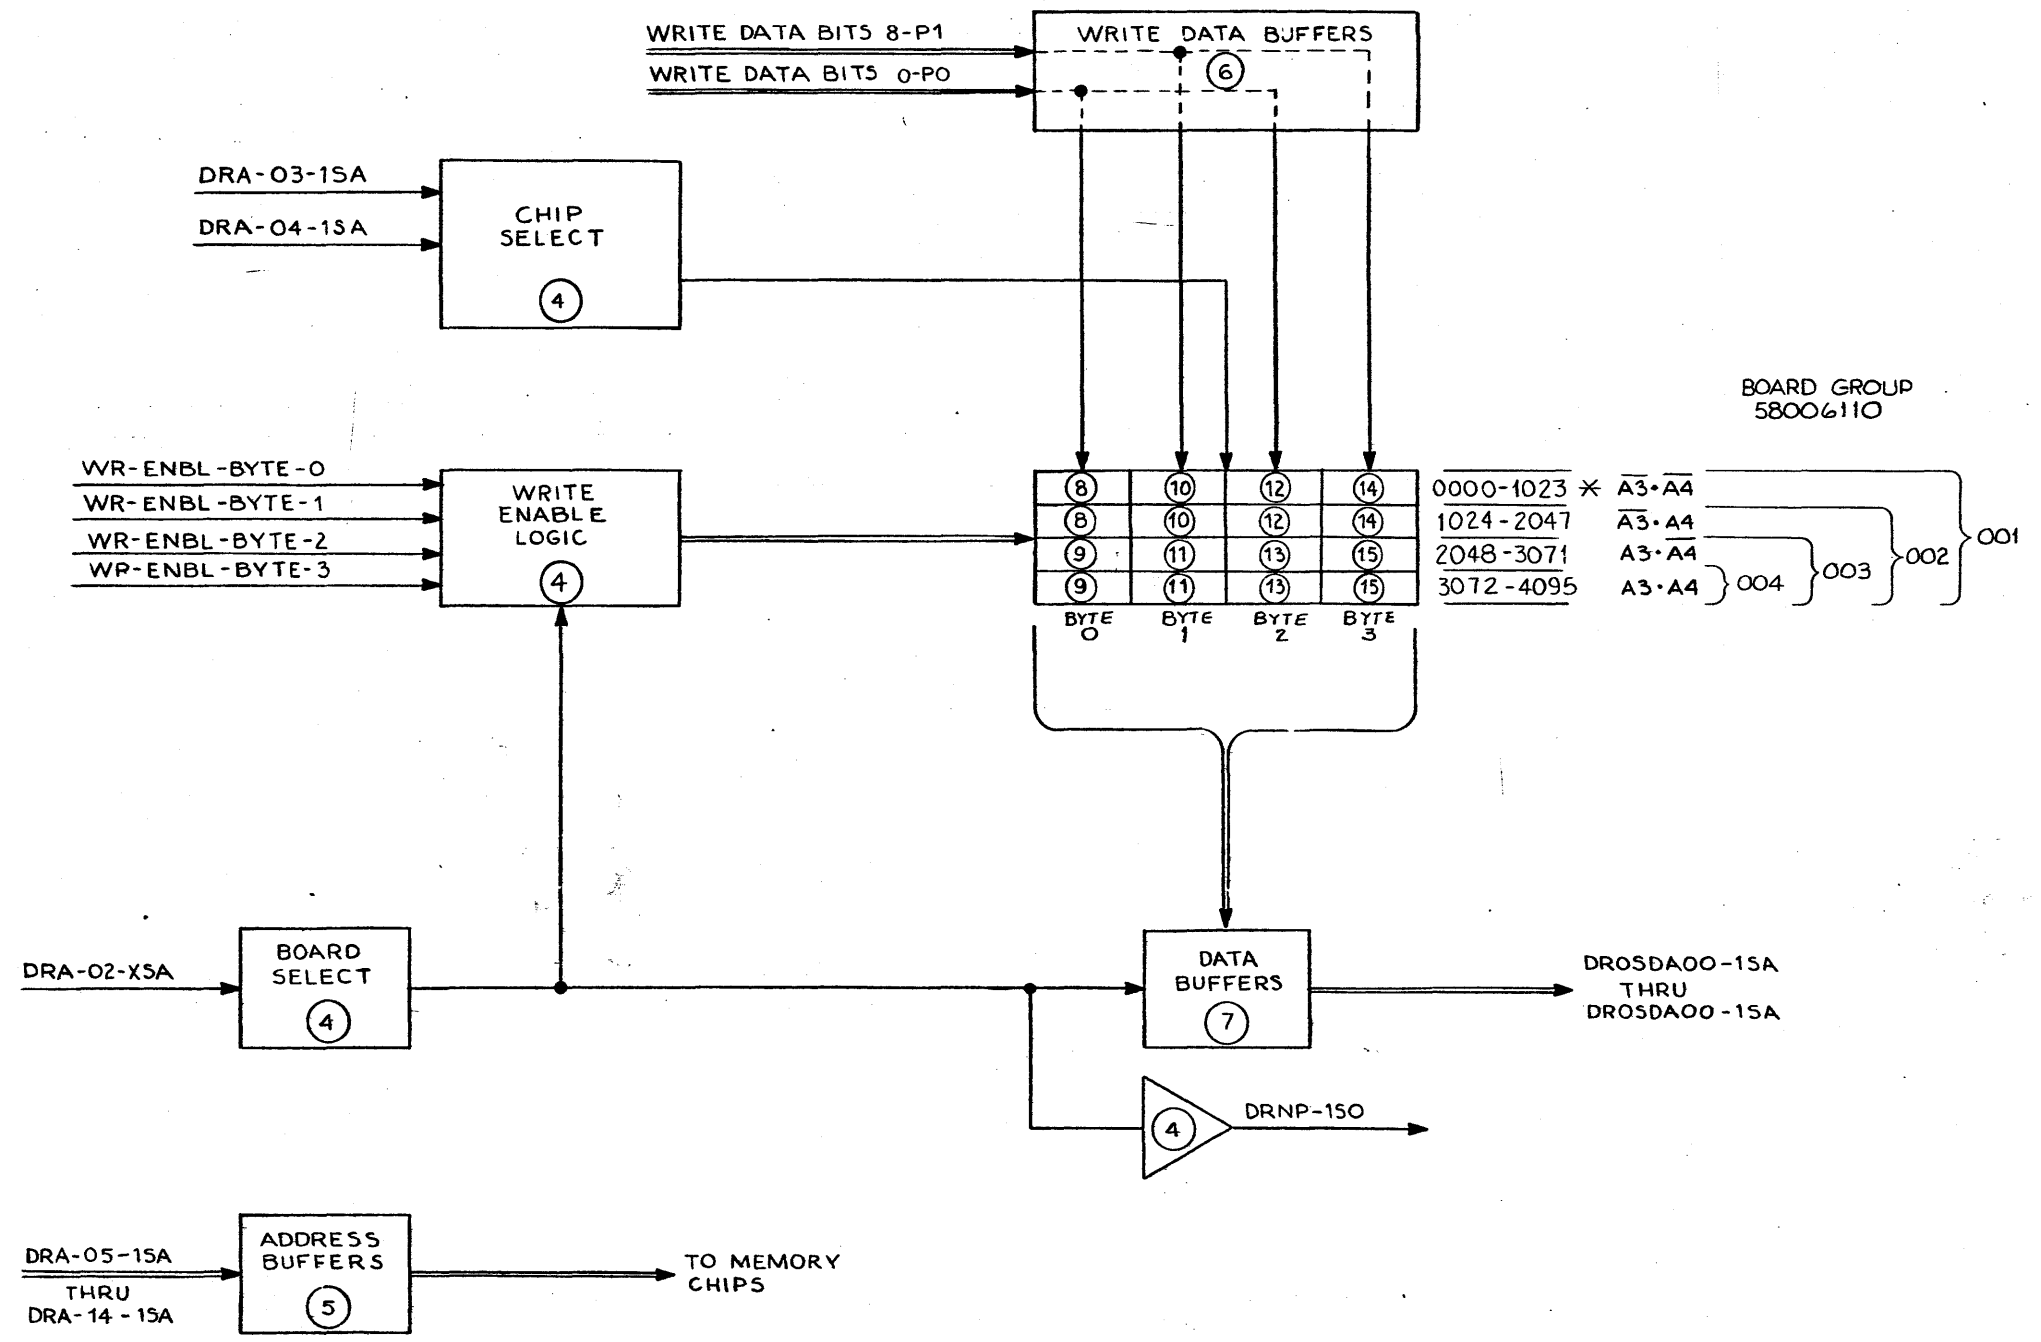 WRITE DATA BITS 8-P1
WRITE DATA BITS 0-P0
WRITE DATA BUFFERS
6
DRA-03-1SA
DRA-04-1SA
CHIP
SELECT
4
BOARD GROUP
58006110
WR-ENBL-BYTE-0
WR-ENBL-BYTE-1
WR-ENBL-BYTE-2
WR-ENBL-BYTE-3
WRITE
ENABLE
LOGIC
4
8 10 12 14 0000-1023 * A̅3̅·A̅4̅
8 10 12 14 1024-2047 A̅3̅·A4
9 11 13 15 2048-3071 A3·A̅4̅
9 11 13 15 3072-4095 A3·A4
004 003 002 001
BYTE 0
BYTE 1
BYTE 2
BYTE 3
DRA-02-XSA
BOARD
SELECT
4
DATA
BUFFERS
7
DROSDA00-1SA
THRU
DROSDA00-1SA
4
DRNP-1SO
DRA-05-1SA
THRU
DRA-14-1SA
ADDRESS
BUFFERS
5
TO MEMORY
CHIPS